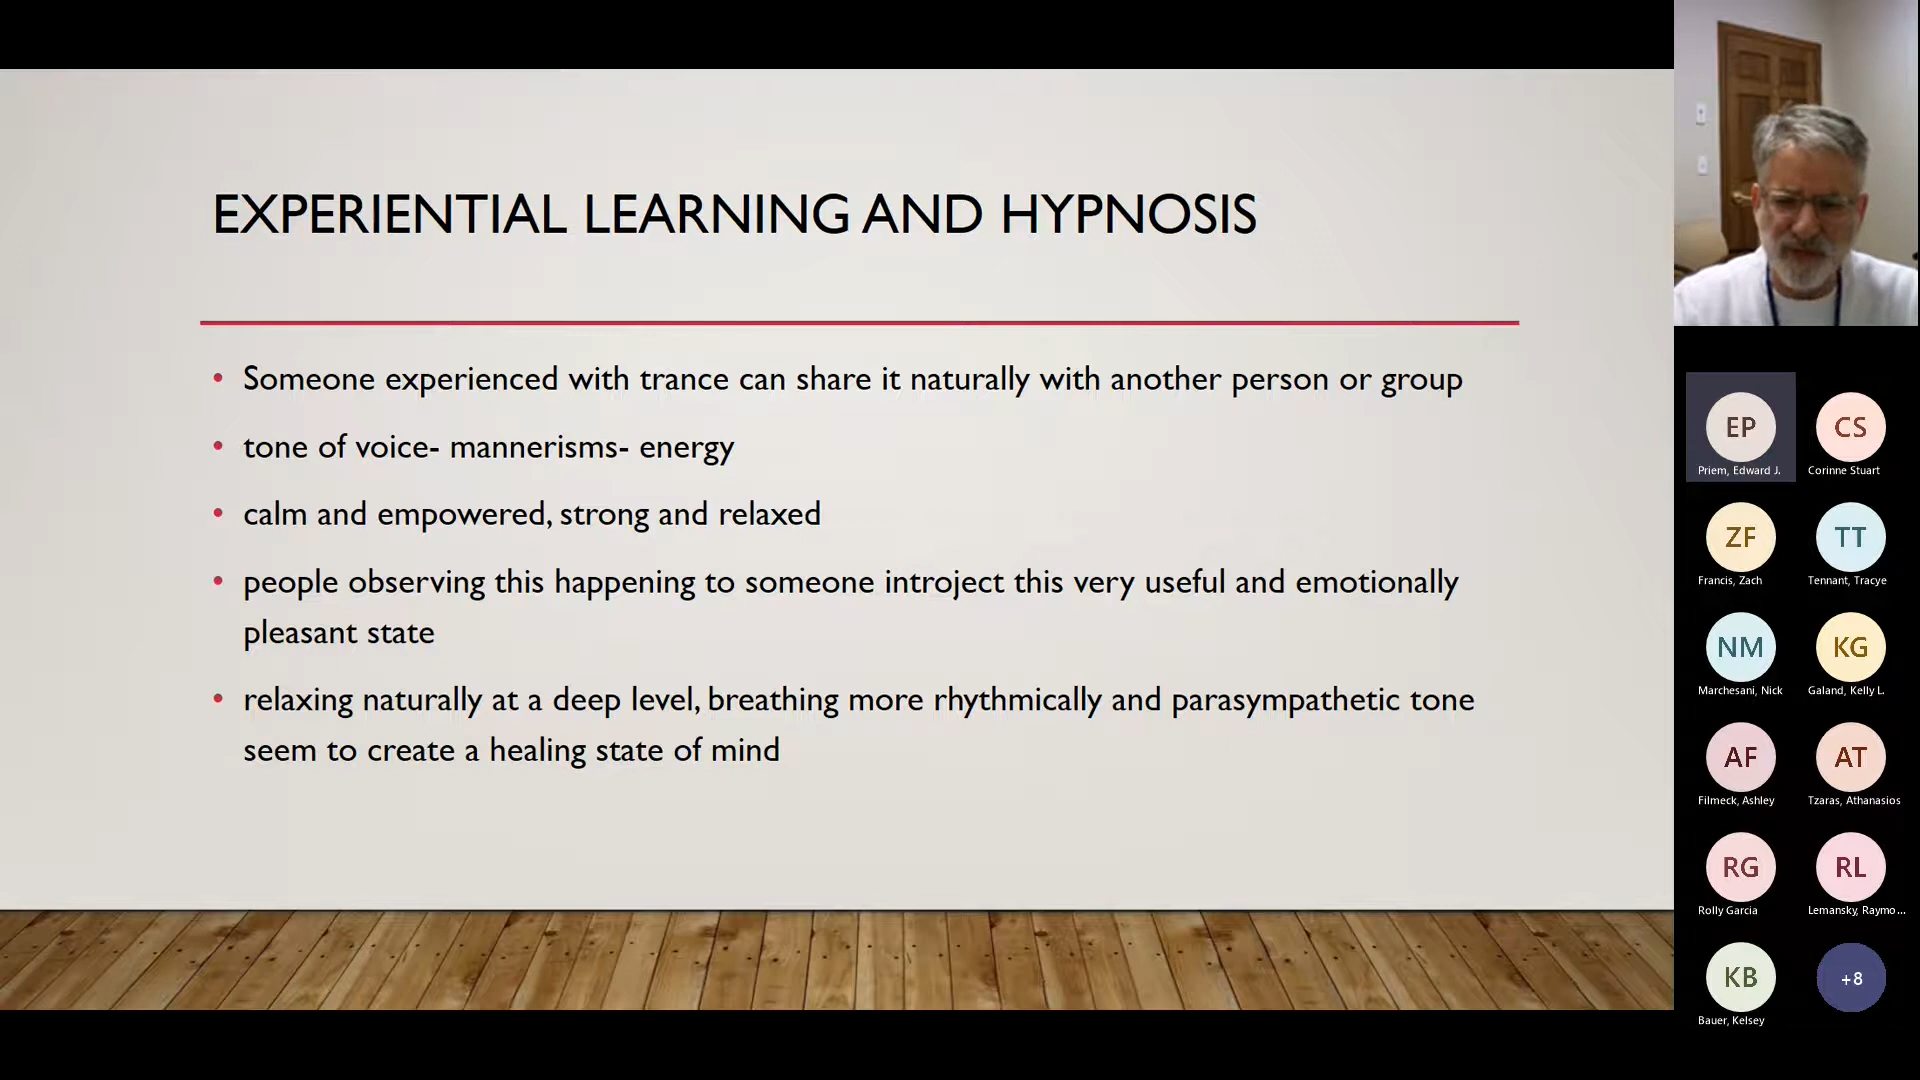 EXPERIENTIAL LEARNING AND HYPNOSIS
• Someone experienced with trance can share it naturally with another person or group
• tone of voice- mannerisms- energy
• calm and empowered, strong and relaxed
• people observing this happening to someone introject this very useful and emotionally
pleasant state
• relaxing naturally at a deep level, breathing more rhythmically and parasympathetic tone
seem to create a healing state of mind
EP
Priem, Edward J.
CS
Corinne Stuart
ZF
Francis, Zach
TT
Tennant, Tracye
NM
Marchesani, Nick
KG
Galand, Kelly L.
AF
Filmeck, Ashley
AT
Tzaras, Athanasios
RG
Rolly Garcia
RL
Lemansky, Raymo...
KB
Bauer, Kelsey
+8